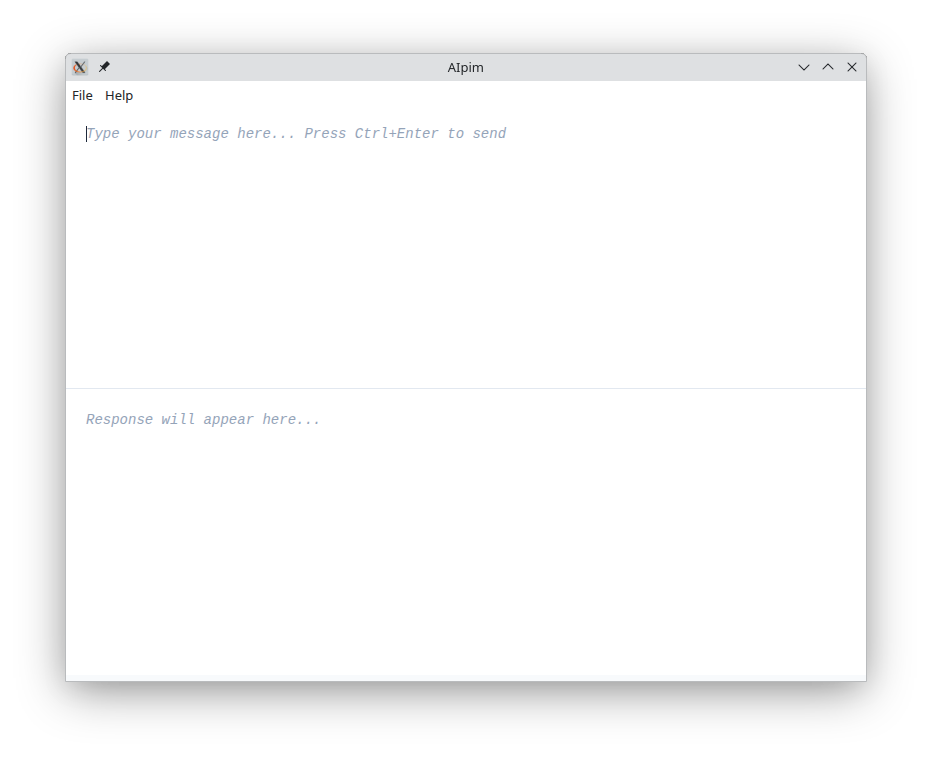 AIpim
File Help
Type your message here... Press Ctrl+Enter to send
Response will appear here...